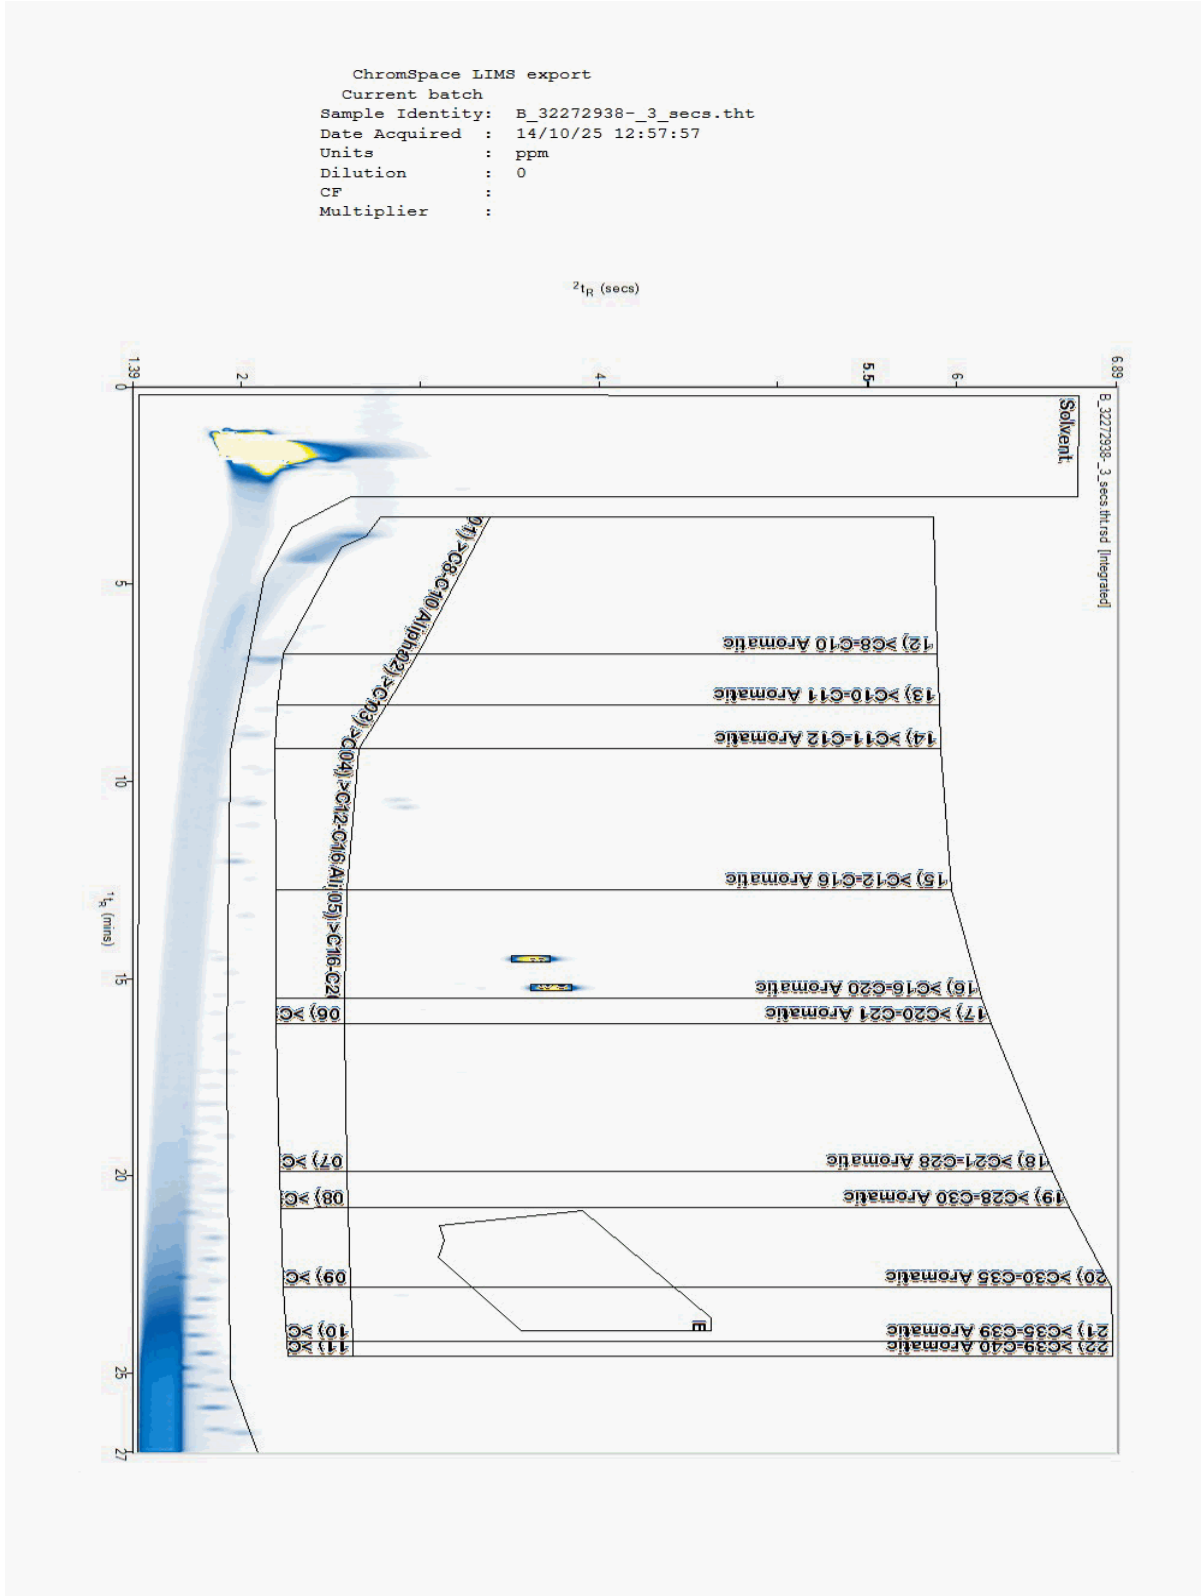 ChromSpace LIMS export
Current batch
Sample Identity: B_32272938-_3_secs.tht
Date Acquired : 14/10/25 12:57:57
Units : ppm
Dilution : 0
CF :
Multiplier :
²tR (secs)
1.39
2
4
5.5
6
6.89
B_32272938-_3_secs.tht.rsd [Integrated]
Solvent
0
5
10
15
20
25
27
¹tR (mins)
01) >C8-C10 Alipha
02) >C1
03) >C
04) >C12-C16 Ali
05) >C16-C20
06) >C
07) >C
08) >C
09) >C
10) >C
11) >C
12) >C8-C10 Aromatic
13) >C10-C11 Aromatic
14) >C11-C12 Aromatic
15) >C12-C16 Aromatic
16) >C16-C20 Aromatic
17) >C20-C21 Aromatic
18) >C21-C28 Aromatic
19) >C28-C30 Aromatic
20) >C30-C35 Aromatic
21) >C35-C39 Aromatic
22) >C39-C40 Aromatic